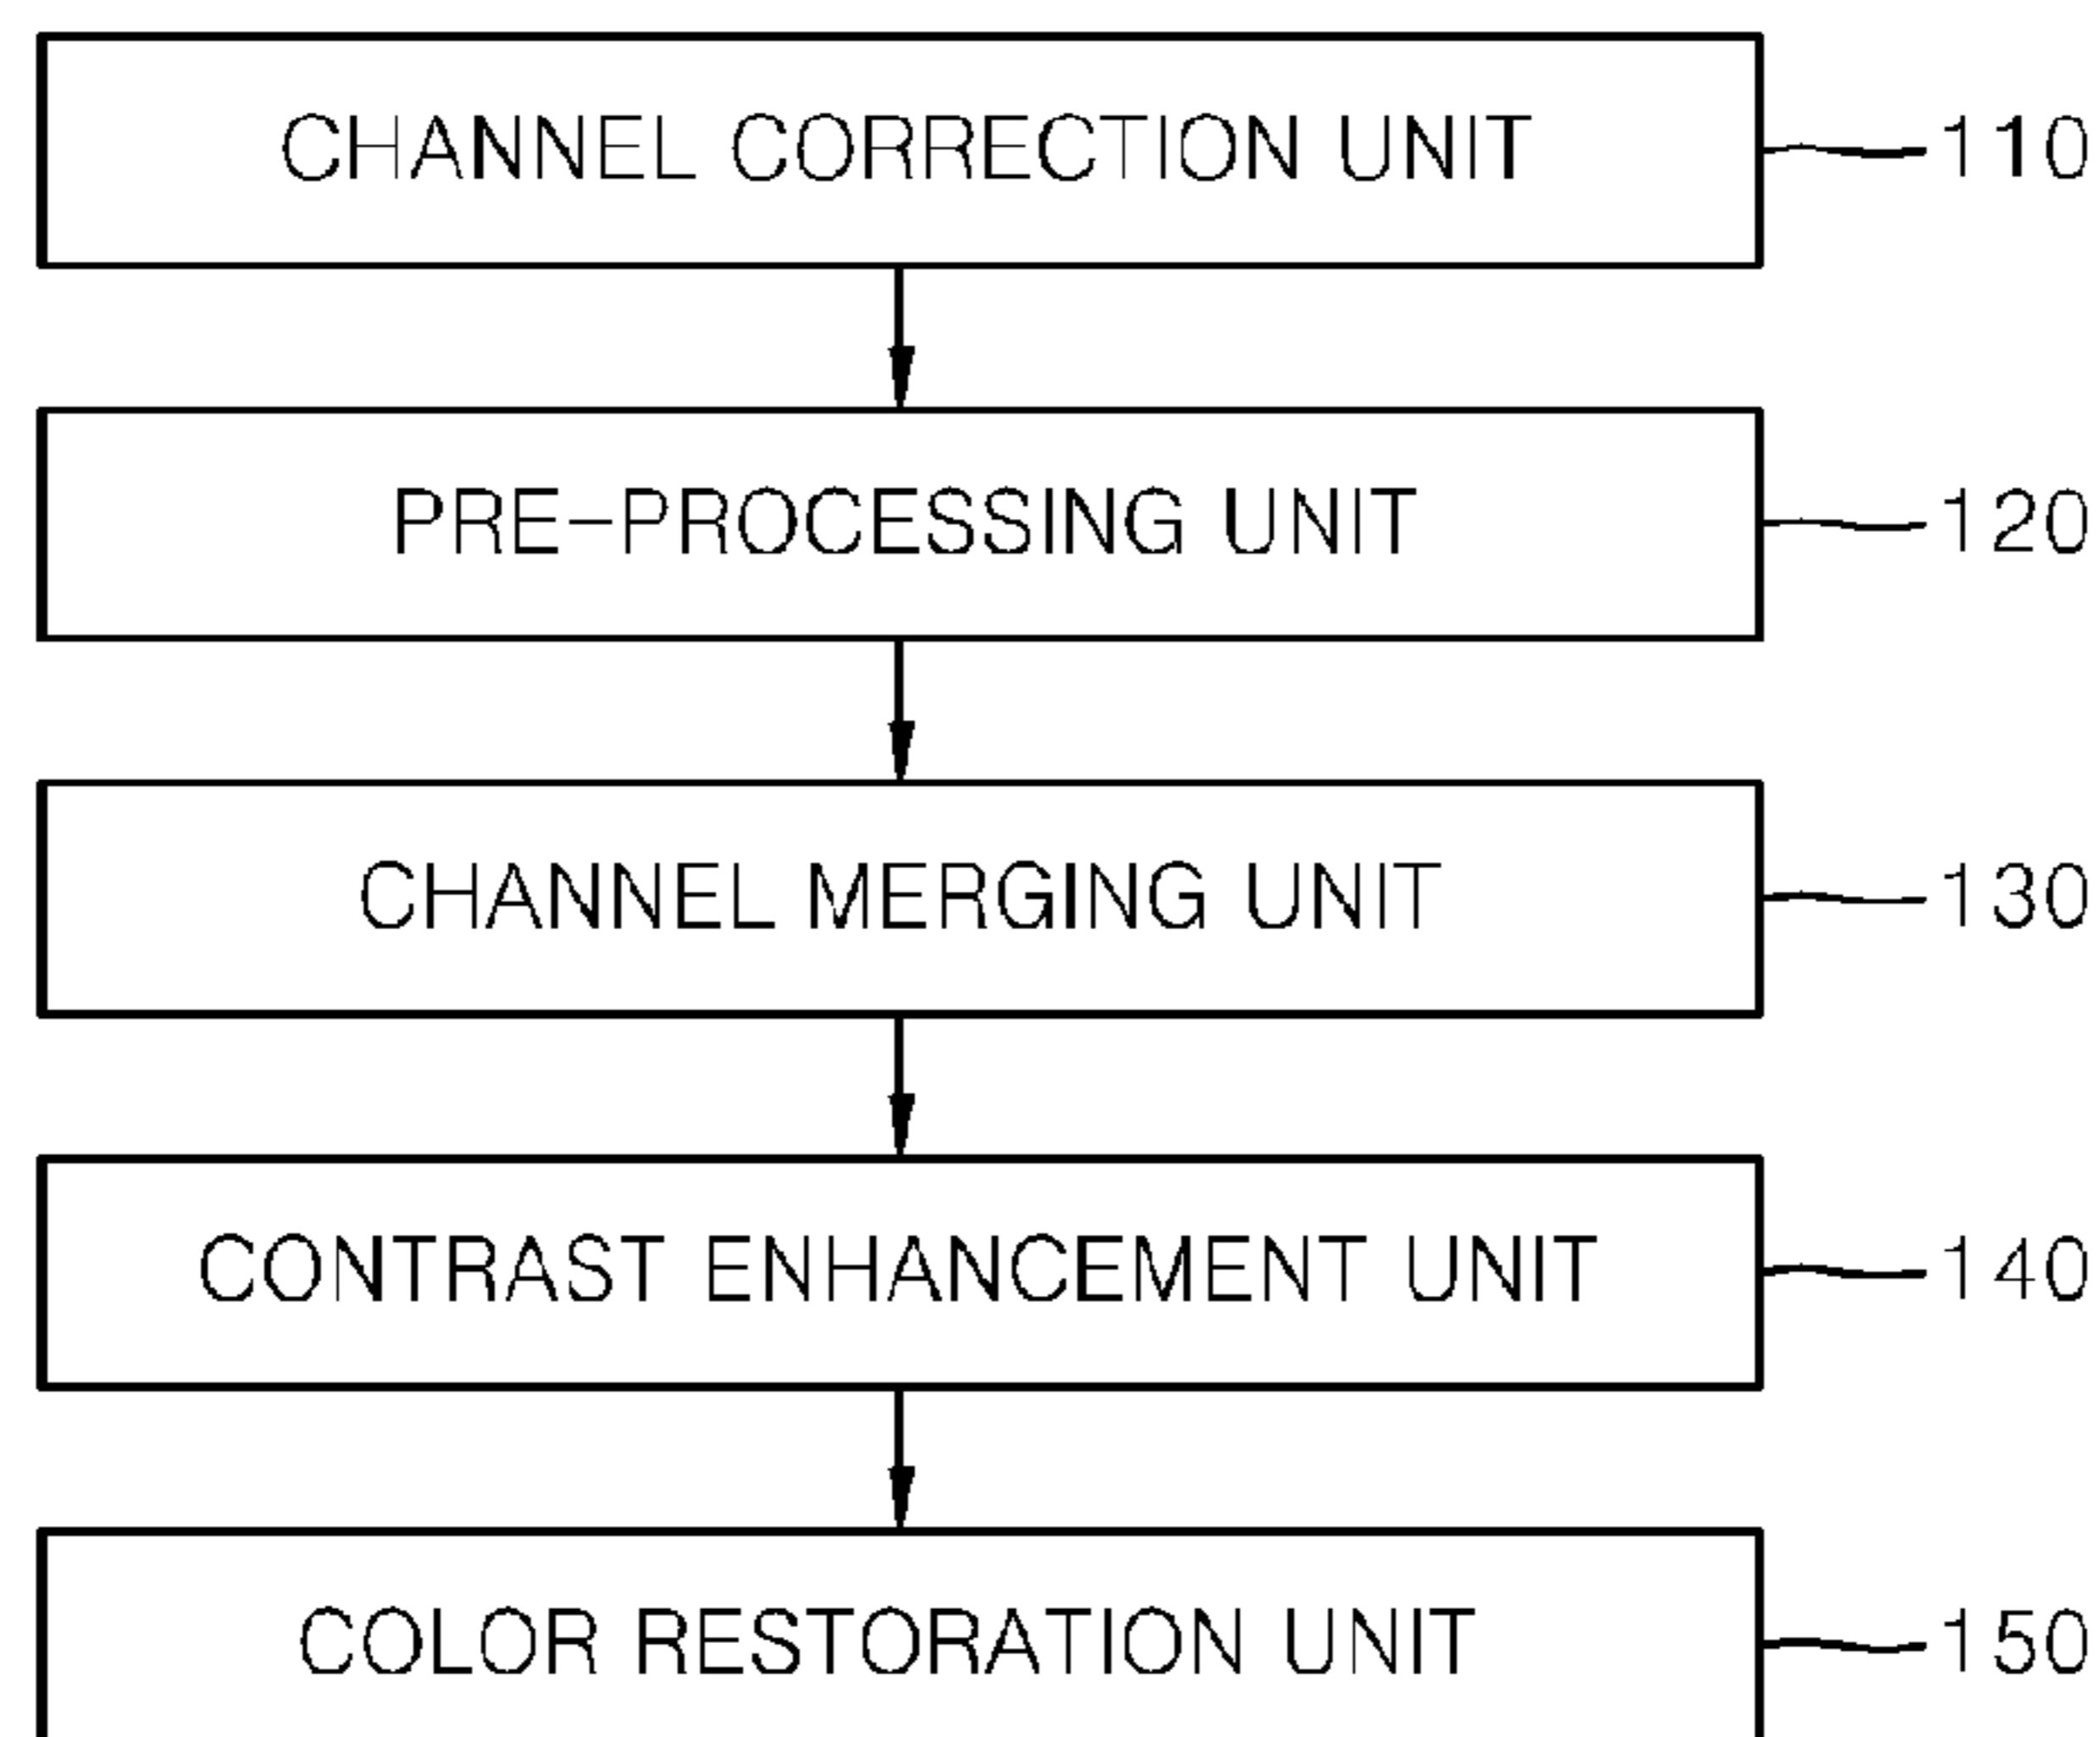 CHANNEL CORRECTION UNIT 110
PRE-PROCESSING UNIT 120
CHANNEL MERGING UNIT 130
CONTRAST ENHANCEMENT UNIT 140
COLOR RESTORATION UNIT 150